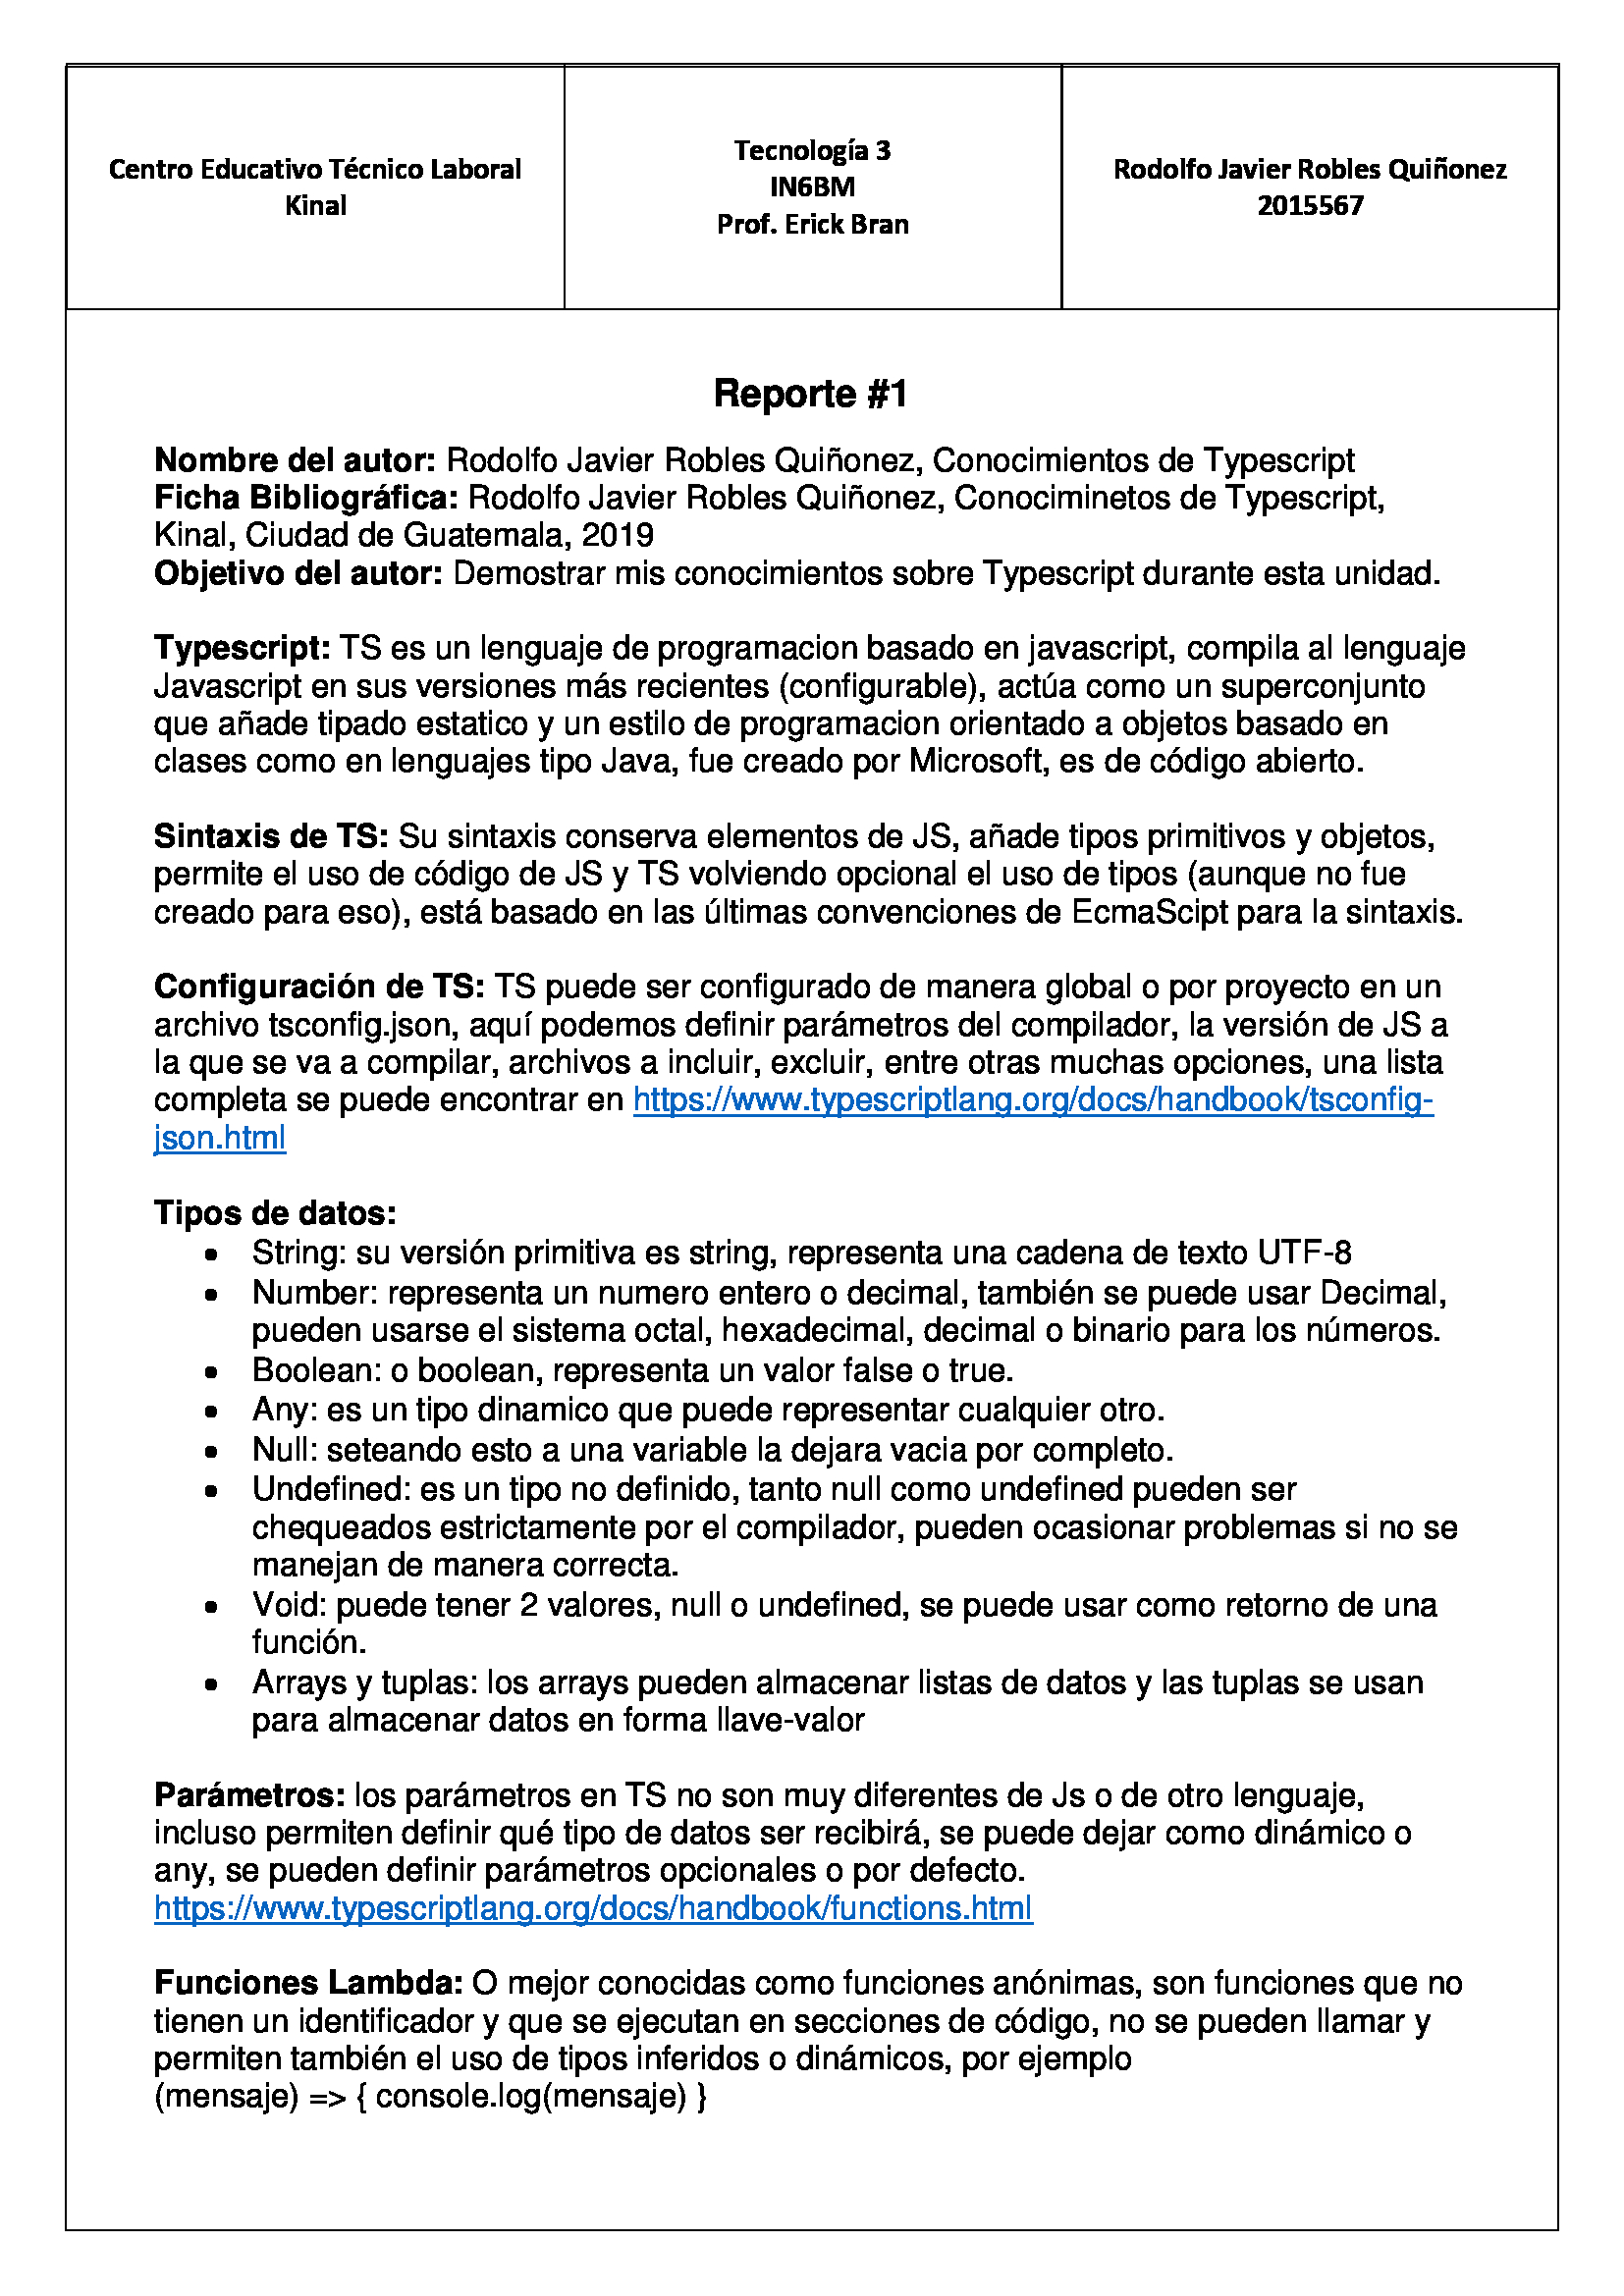 Centro Educativo Técnico Laboral
Kinal
Tecnología 3
IN6BM
Prof. Erick Bran
Rodolfo Javier Robles Quiñonez
2015567
Reporte #1
Nombre del autor: Rodolfo Javier Robles Quiñonez, Conocimientos de Typescript
Ficha Bibliográfica: Rodolfo Javier Robles Quiñonez, Conociminetos de Typescript,
Kinal, Ciudad de Guatemala, 2019
Objetivo del autor: Demostrar mis conocimientos sobre Typescript durante esta unidad.
Typescript: TS es un lenguaje de programacion basado en javascript, compila al lenguaje
Javascript en sus versiones más recientes (configurable), actúa como un superconjunto
que añade tipado estatico y un estilo de programacion orientado a objetos basado en
clases como en lenguajes tipo Java, fue creado por Microsoft, es de código abierto.
Sintaxis de TS: Su sintaxis conserva elementos de JS, añade tipos primitivos y objetos,
permite el uso de código de JS y TS volviendo opcional el uso de tipos (aunque no fue
creado para eso), está basado en las últimas convenciones de EcmaScipt para la sintaxis.
Configuración de TS: TS puede ser configurado de manera global o por proyecto en un
archivo tsconfig.json, aquí podemos definir parámetros del compilador, la versión de JS a
la que se va a compilar, archivos a incluir, excluir, entre otras muchas opciones, una lista
completa se puede encontrar en https://www.typescriptlang.org/docs/handbook/tsconfig-
json.html
Tipos de datos:
• String: su versión primitiva es string, representa una cadena de texto UTF-8
• Number: representa un numero entero o decimal, también se puede usar Decimal,
pueden usarse el sistema octal, hexadecimal, decimal o binario para los números.
• Boolean: o boolean, representa un valor false o true.
• Any: es un tipo dinamico que puede representar cualquier otro.
• Null: seteando esto a una variable la dejara vacia por completo.
• Undefined: es un tipo no definido, tanto null como undefined pueden ser
chequeados estrictamente por el compilador, pueden ocasionar problemas si no se
manejan de manera correcta.
• Void: puede tener 2 valores, null o undefined, se puede usar como retorno de una
función.
• Arrays y tuplas: los arrays pueden almacenar listas de datos y las tuplas se usan
para almacenar datos en forma llave-valor
Parámetros: los parámetros en TS no son muy diferentes de Js o de otro lenguaje,
incluso permiten definir qué tipo de datos ser recibirá, se puede dejar como dinámico o
any, se pueden definir parámetros opcionales o por defecto.
https://www.typescriptlang.org/docs/handbook/functions.html
Funciones Lambda: O mejor conocidas como funciones anónimas, son funciones que no
tienen un identificador y que se ejecutan en secciones de código, no se pueden llamar y
permiten también el uso de tipos inferidos o dinámicos, por ejemplo
(mensaje) => { console.log(mensaje) }